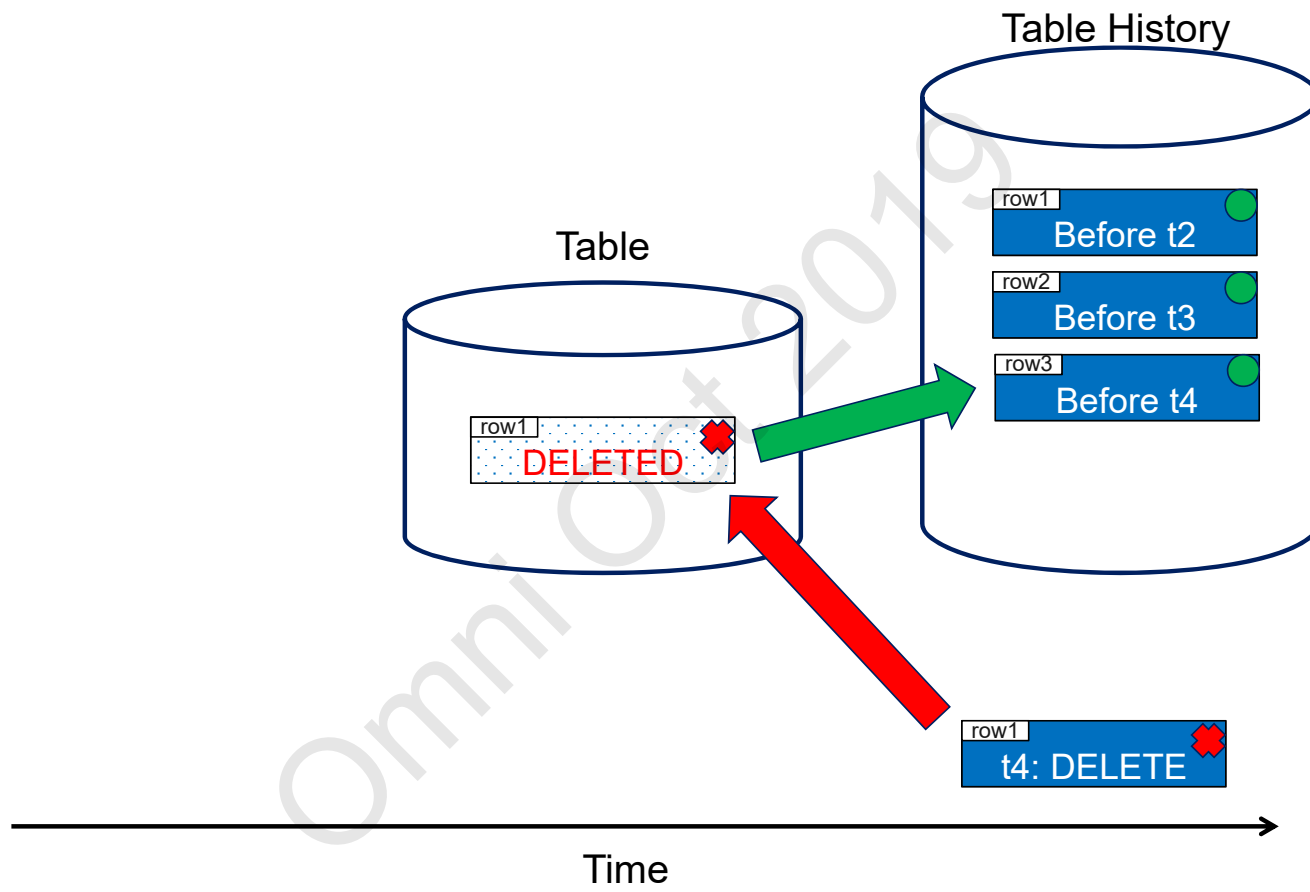 Table History
row1
Before t2
Table
row2
Before t3
row3
Before t4
row1
DELETED
row1
t4: DELETE
Time
Omni Oct 2019